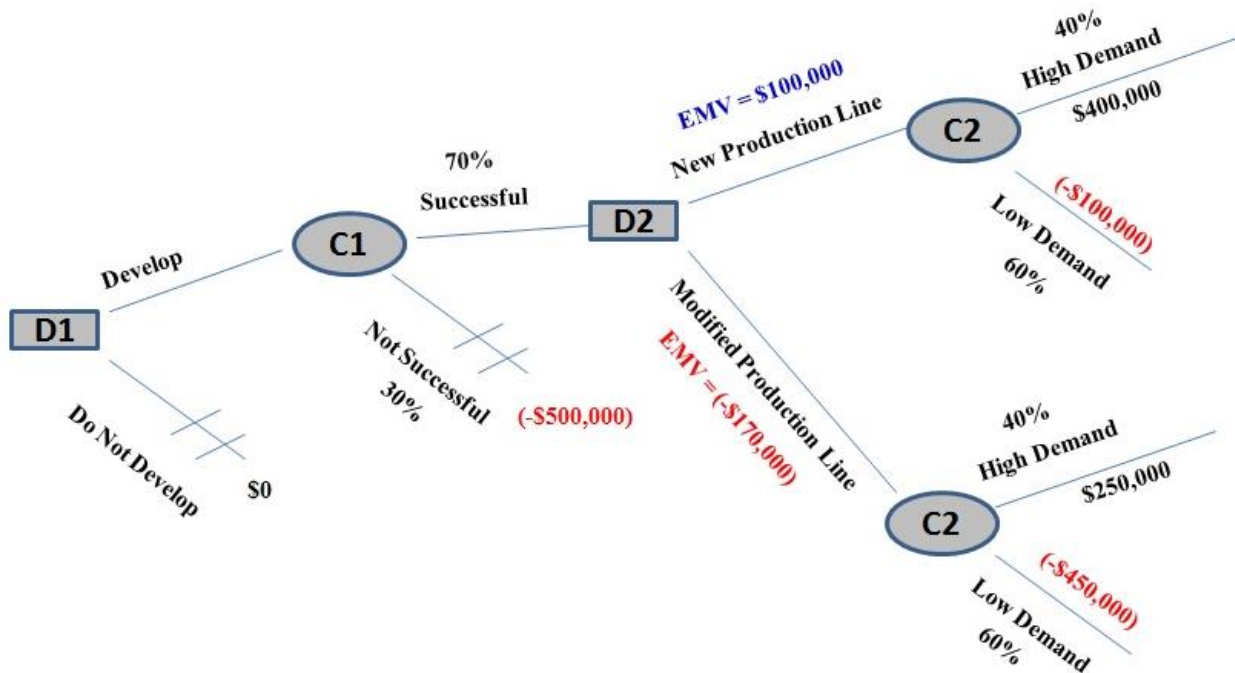 D1
Develop
Do Not Develop
$0
C1
70%
Successful
Not Successful
30%
(-$500,000)
D2
EMV = $100,000
New Production Line
Modified Production Line
EMV = (-$170,000)
C2
40%
High Demand
$400,000
(-$100,000)
Low Demand
60%
C2
40%
High Demand
$250,000
(-$450,000)
Low Demand
60%